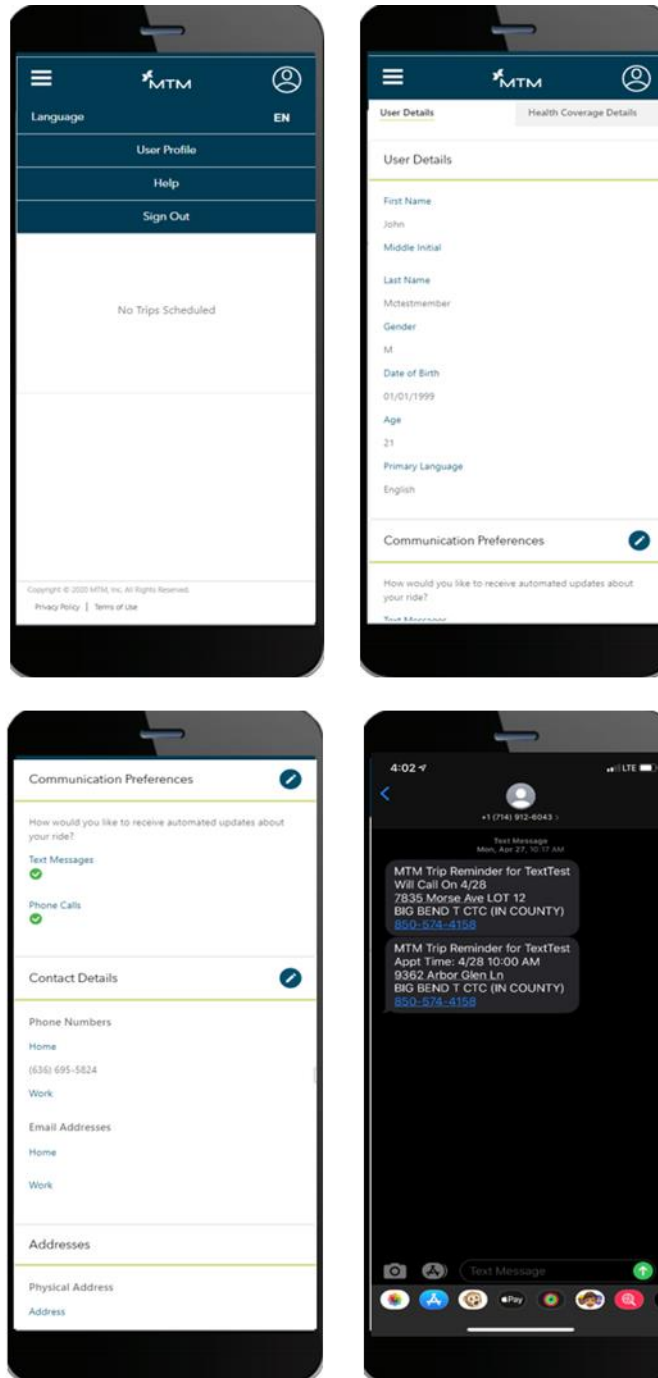 MTM
Language EN
User Profile
Help
Sign Out
No Trips Scheduled
Copyright © 2020 MTM, Inc. All Rights Reserved.
Privacy Policy | Terms of Use
MTM
User Details Health Coverage Details
User Details
First Name
John
Middle Initial
Last Name
Mctestmember
Gender
M
Date of Birth
01/01/1999
Age
21
Primary Language
English
Communication Preferences
How would you like to receive automated updates about
your ride?
Text Messages
Communication Preferences
How would you like to receive automated updates about
your ride?
Text Messages
Phone Calls
Contact Details
Phone Numbers
Home
(636) 695-5824
Work
Email Addresses
Home
Work
Addresses
Physical Address
Address
4:02 LTE
+1 (714) 912-6043
Text Message
Mon, Apr 27, 10:17 AM
MTM Trip Reminder for TextTest
Will Call On 4/28
7835 Morse Ave LOT 12
BIG BEND T CTC (IN COUNTY)
850-574-4158
MTM Trip Reminder for TextTest
Appt Time: 4/28 10:00 AM
9362 Arbor Glen Ln
BIG BEND T CTC (IN COUNTY)
850-574-4158
Text Message
Pay